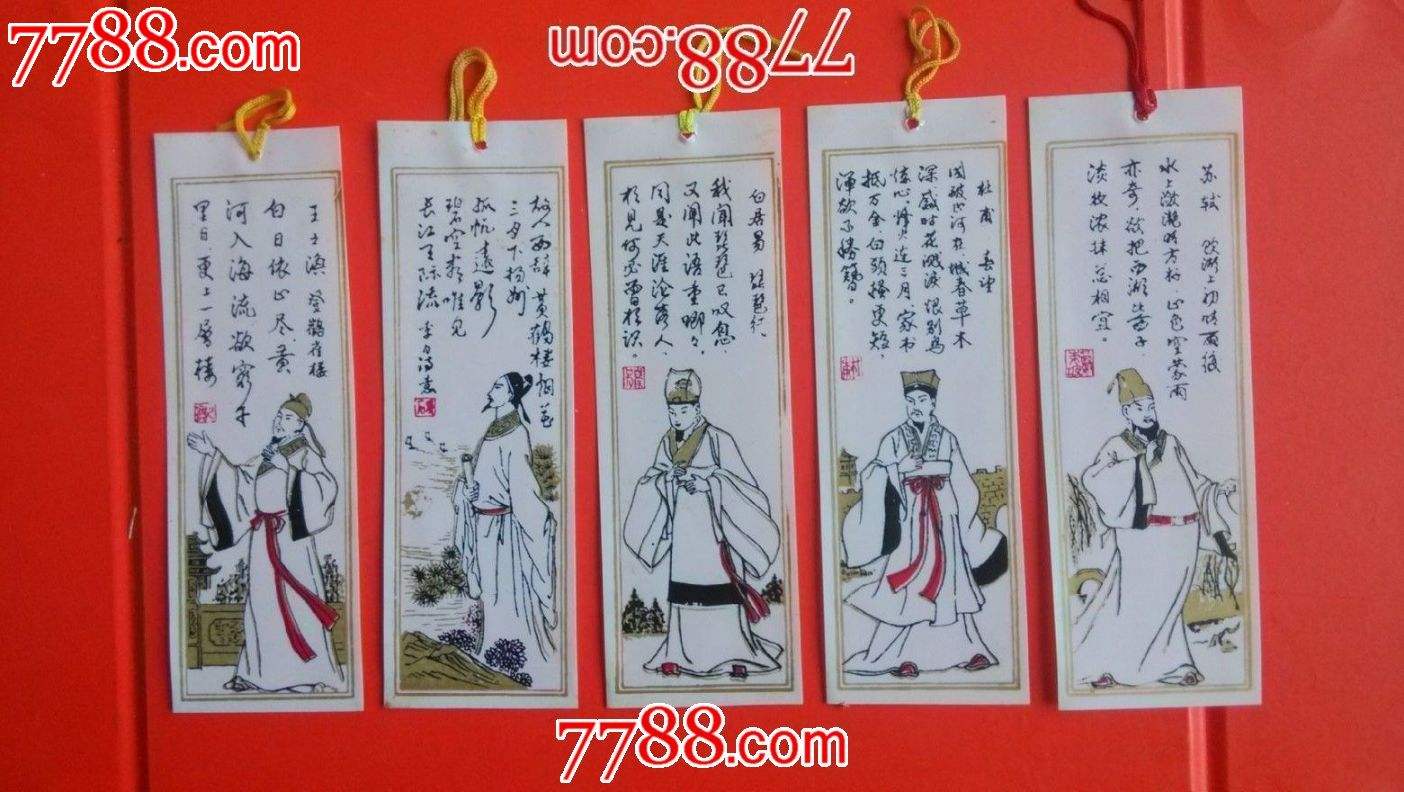 7788.com
7788.com
王之涣 登鹳雀楼
白日依山尽，黄
河入海流欲穷千
里目，更上一层楼
故人西辞黄鹤楼烟花
三月下扬州
孤帆遠影
碧空尽唯见
长江天际流 李白诗意
白居易 琵琶行
我闻琵琶已叹息，
又闻此语重唧々，
同是天涯沦落人，
相见何必曾相识。
杜甫 春望
国破山河在，城春草木
深感时花溅泪恨别鸟
惊心烽火连三月，家书
抵万金，白头搔更短，
浑欲不胜簪。
苏轼 饮湖上初晴雨後
水光潋滟晴方好，山色空蒙雨
亦奇，欲把西湖比西子，
淡妆浓抹总相宜。
7788.com